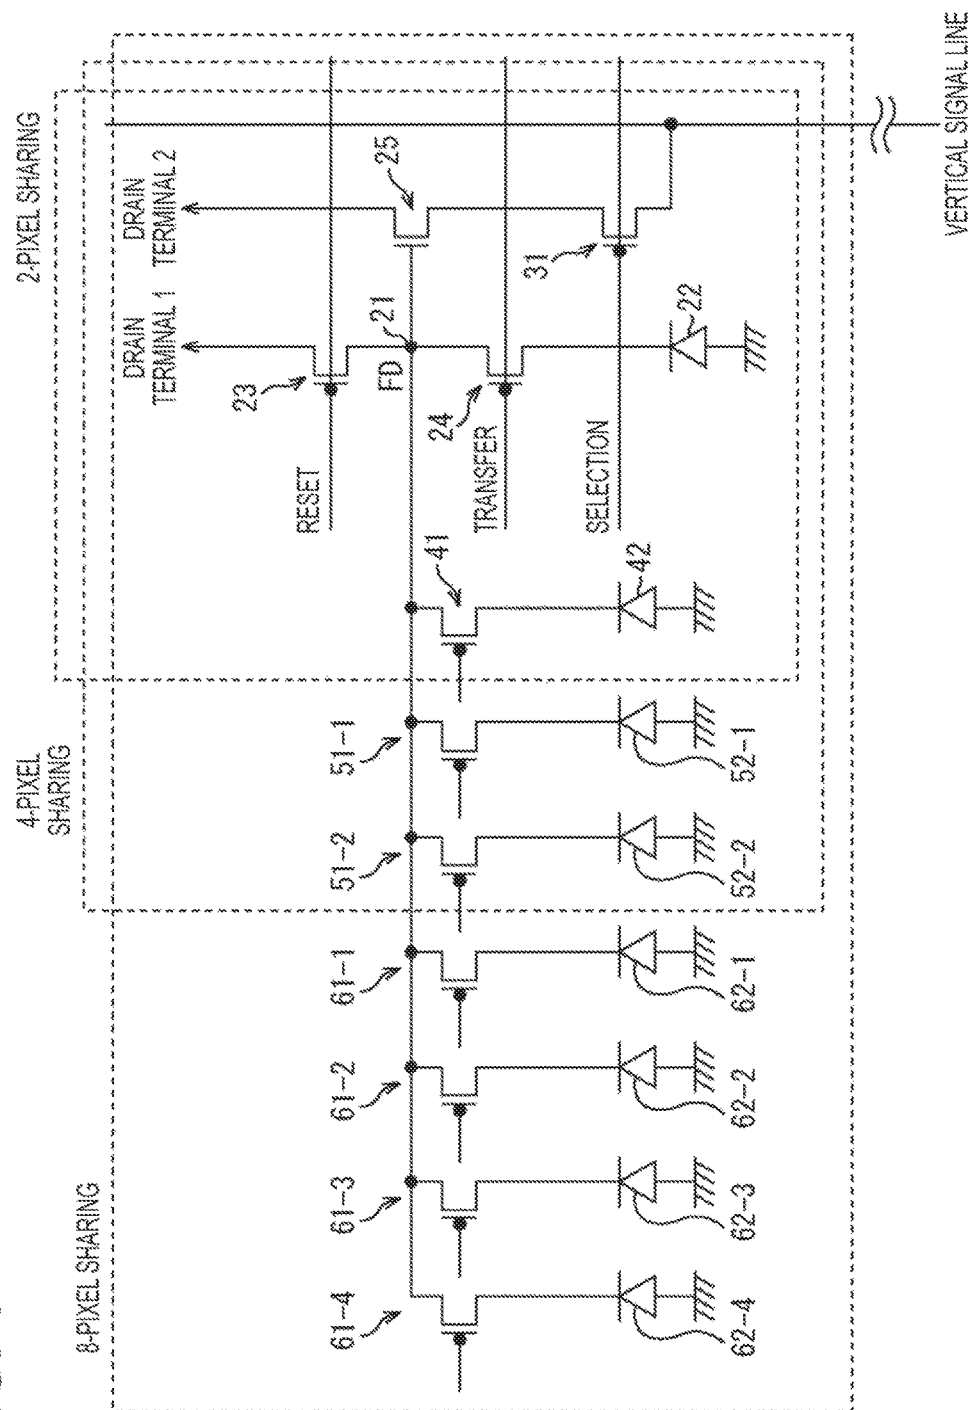 2-PIXEL SHARING
4-PIXEL
SHARING
8-PIXEL SHARING
DRAIN
TERMINAL 1
DRAIN
TERMINAL 2
VERTICAL SIGNAL LINE
RESET
TRANSFER
SELECTION
FD
21
22
23
24
25
31
41
42
51-1
51-2
52-1
52-2
61-1
61-2
61-3
61-4
62-1
62-2
62-3
62-4